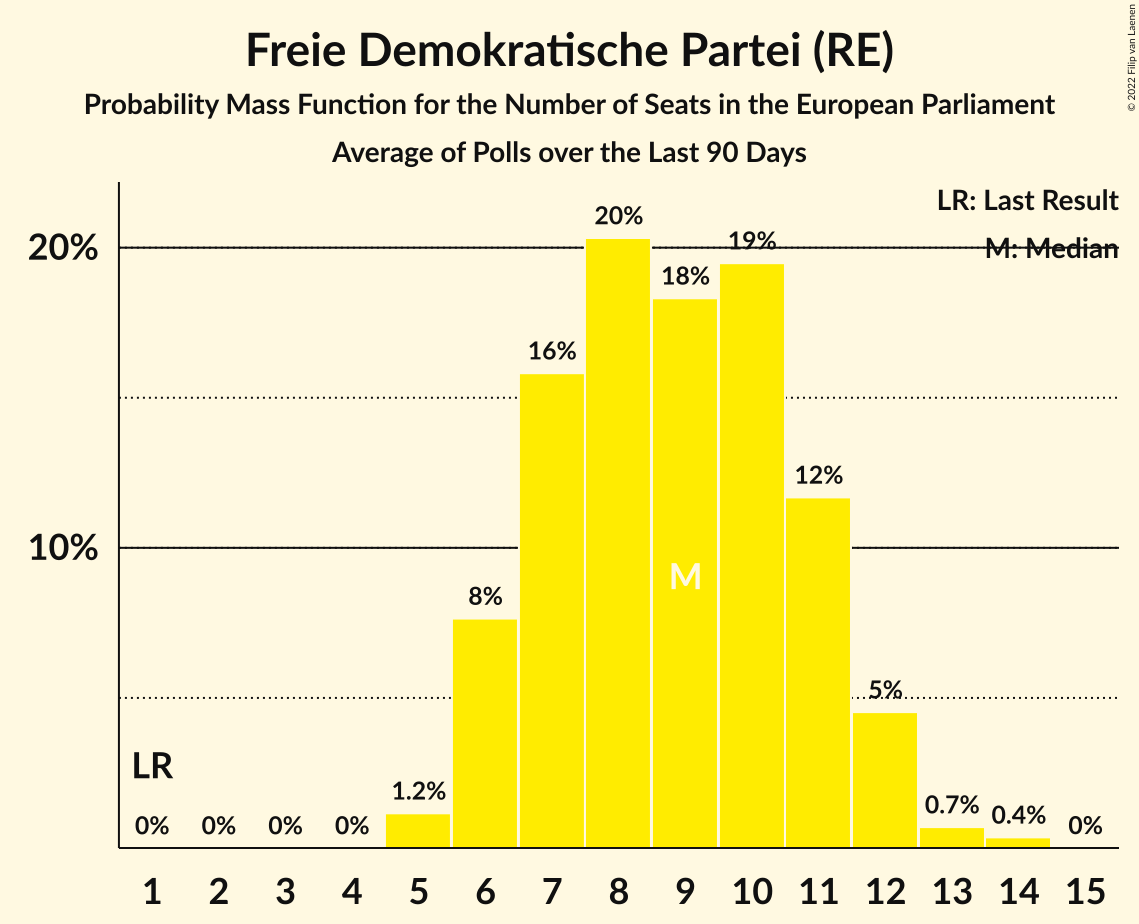 Freie Demokratische Partei (RE)
Probability Mass Function for the Number of Seats in the European Parliament
Average of Polls over the Last 90 Days
© 2022 Filip van Laenen
LR: Last Result
M: Median
20%
10%
LR
0%
0%
0%
0%
1.2%
8%
16%
20%
18%
19%
12%
5%
0.7%
0.4%
0%
M
1 2 3 4 5 6 7 8 9 10 11 12 13 14 15